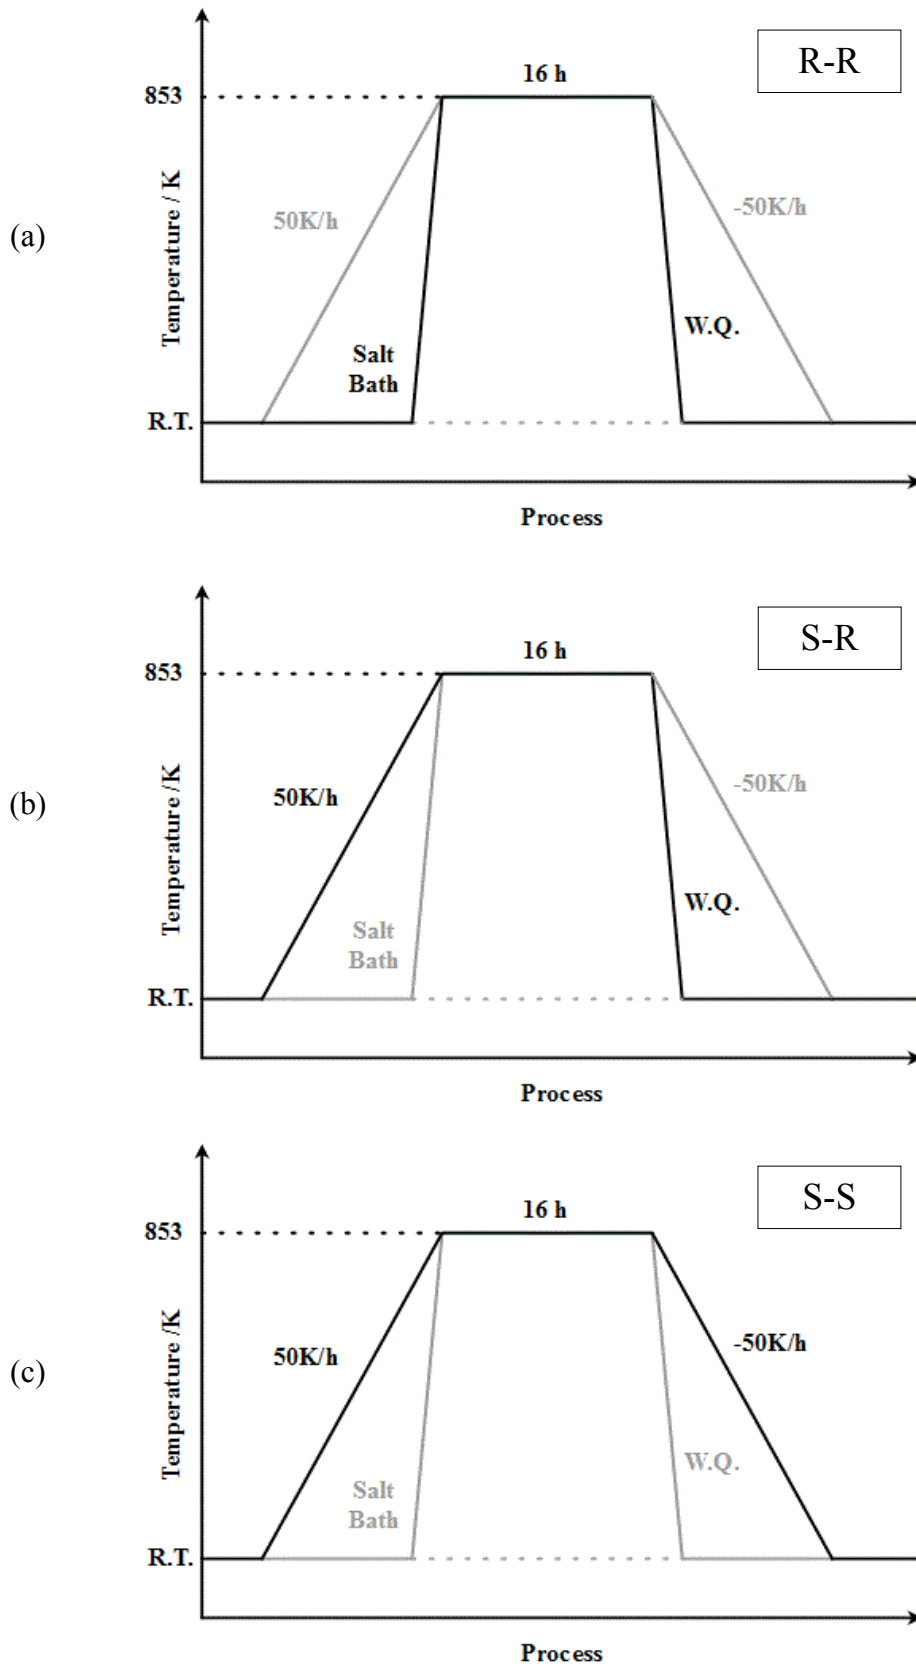 R-R
16 h
853
50K/h
-50K/h
(a)
Temperature / K
Salt
Bath
W.Q.
R.T.
Process
S-R
16 h
853
50K/h
-50K/h
(b)
Temperature /K
Salt
Bath
W.Q.
R.T.
Process
S-S
16 h
853
50K/h
-50K/h
(c)
Temperature /K
Salt
Bath
W.Q.
R.T.
Process